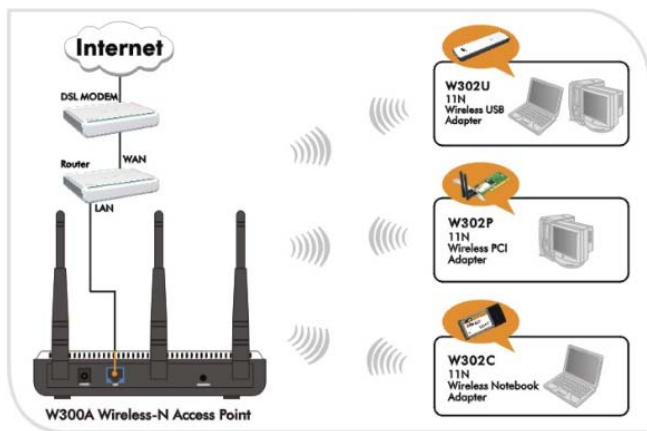 Internet
DSL MODEM
WAN
Router
LAN
W300A Wireless-N Access Point
W302U
11N
Wireless USB
Adapter
W302P
11N
Wireless PCI
Adapter
W302C
11N
Wireless Notebook
Adapter